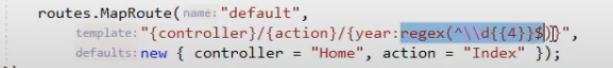 routes.MapRoute(name: "default",
template: "{controller}/{action}/{year:regex(^\\d{{4}}$)}",
defaults: new { controller = "Home", action = "Index" });